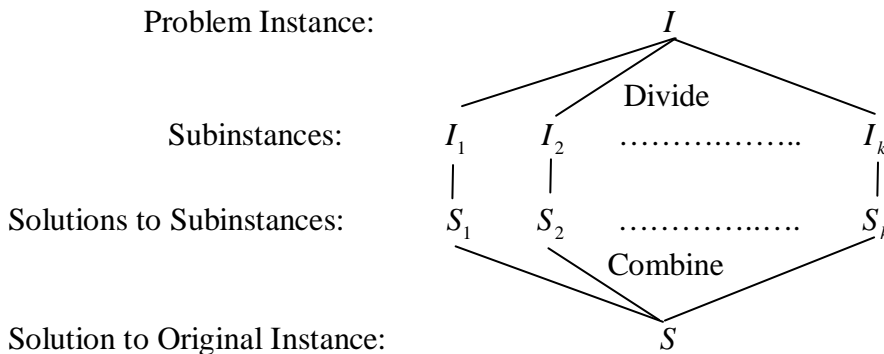 Problem Instance: I
Divide
Subinstances: I₁ I₂ ……………….. Iₖ
Solutions to Subinstances: S₁ S₂ …………..…. S
Combine
Solution to Original Instance: S